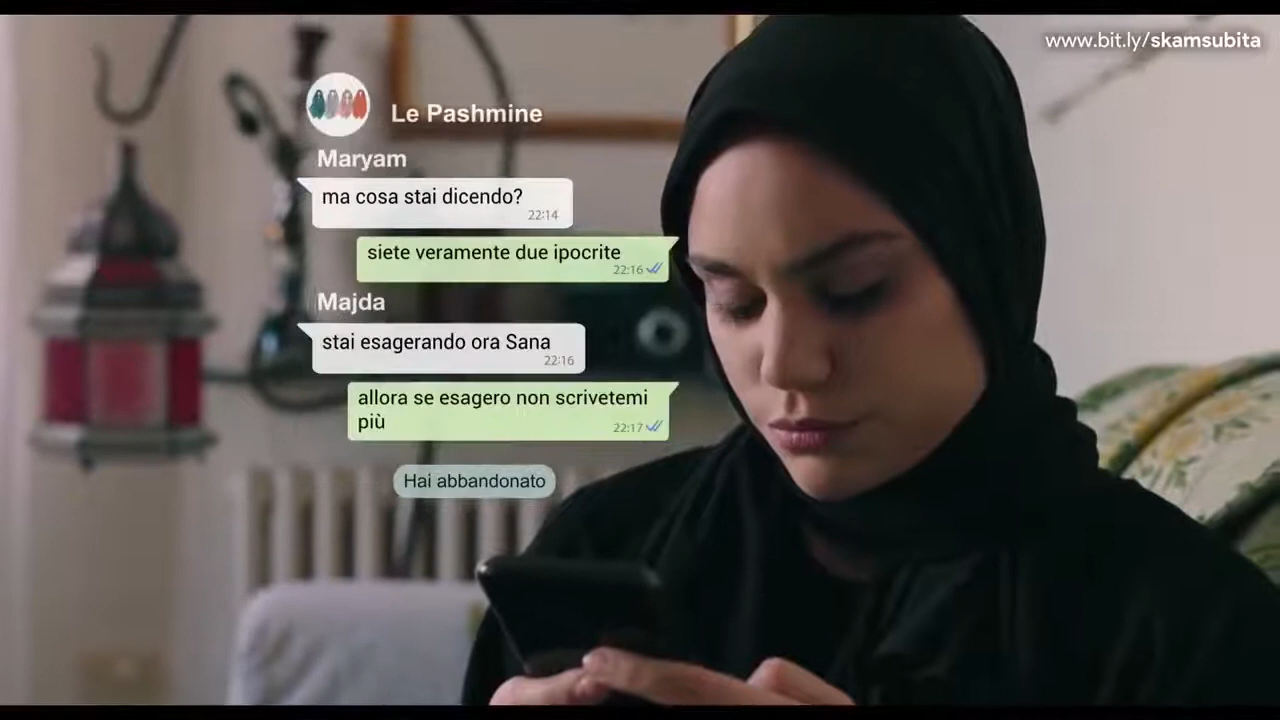 www.bit.ly/skamsubita
Le Pashmine
Maryam
ma cosa stai dicendo?
22:14
siete veramente due ipocrite
22:16
Majda
stai esagerando ora Sana
22:16
allora se esagero non scrivetemi
più
22:17
Hai abbandonato